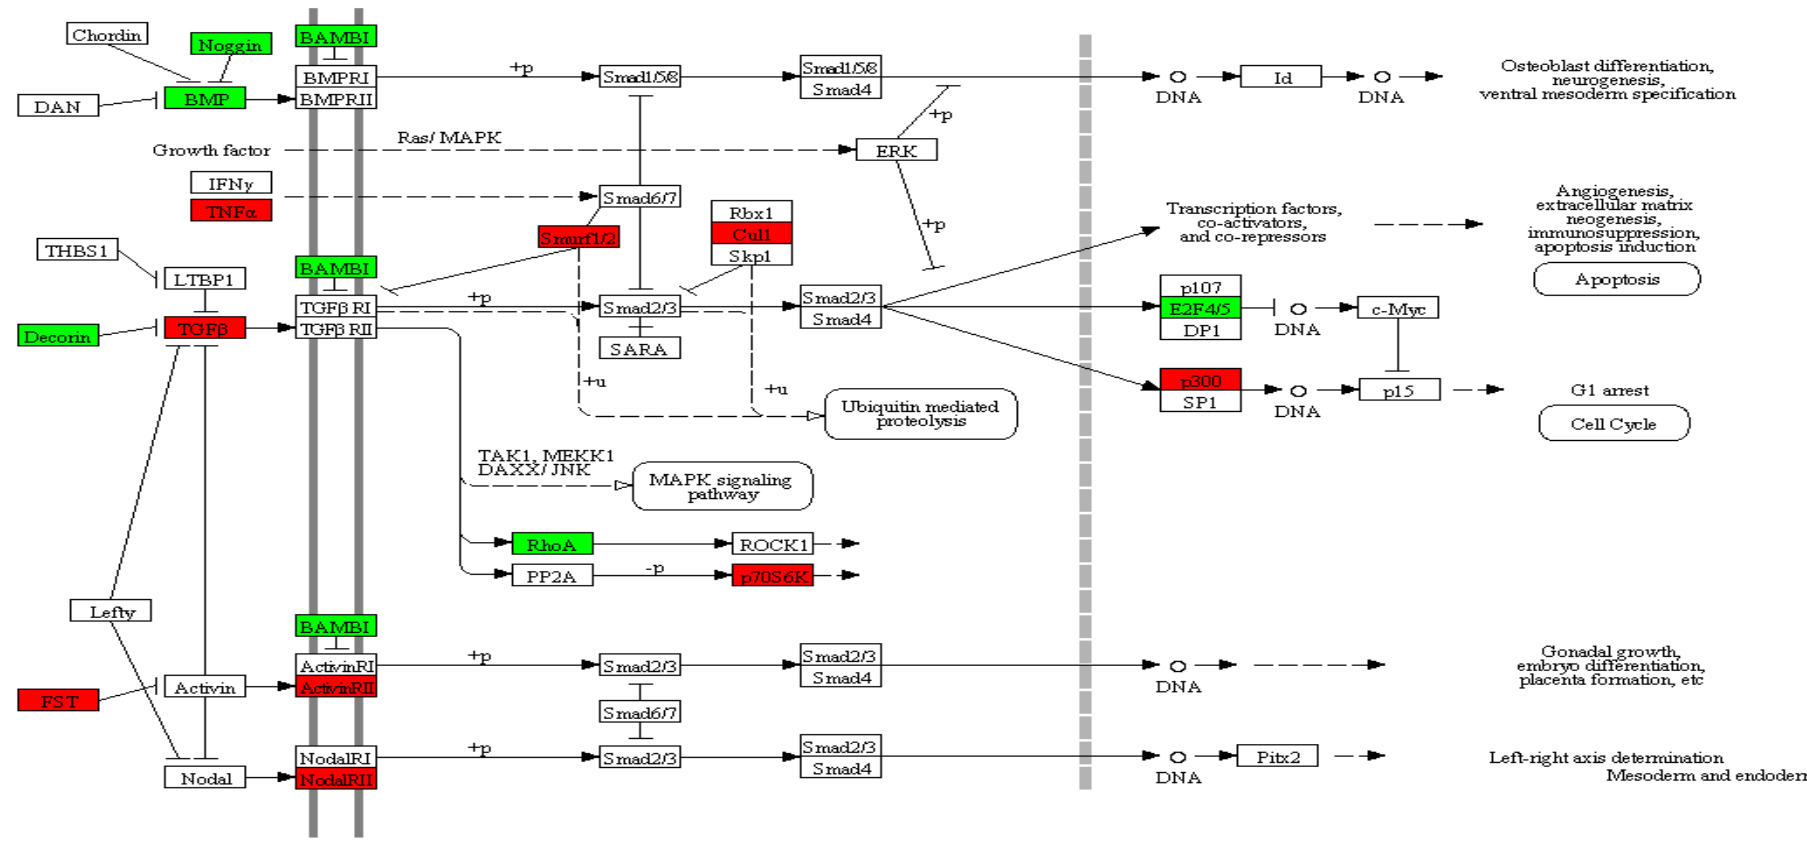 Chordin
Noggin
BAMBI
DAN
BMP
BMPRI
BMPRII
+p
Smad1/5/8
Smad1/5/8
Smad4
DNA
Id
DNA
Osteoblast differentiation,
neurogenesis,
ventral mesoderm specification
Growth factor
Ras/ MAPK
ERK
+p
+p
IFNγ
TNFα
Smad6/7
Smurf1/2
Rbx1
Cul1
Skp1
Transcription factors,
co-activators,
and co-repressors
Angiogenesis,
extracellular matrix
neogenesis,
immunosuppression,
apoptosis induction
Apoptosis
THBS1
LTBP1
BAMBI
Decorin
TGFβ
TGFβ RI
TGFβ RII
+p
Smad2/3
SARA
Smad2/3
Smad4
p107
E2F4/5
DP1
DNA
c-Myc
p300
SP1
DNA
p15
G1 arrest
Cell Cycle
+u
+u
Ubiquitin mediated
proteolysis
TAK1, MEKK1
DAXX/ JNK
MAPK signaling
pathway
RhoA
ROCK1
PP2A
-p
p70S6K
Lefty
BAMBI
FST
Activin
ActivinRI
ActivinRII
+p
Smad2/3
Smad2/3
Smad4
DNA
Gonadal growth,
embryo differentiation,
placenta formation, etc
Smad6/7
Nodal
NodalRI
NodalRII
+p
Smad2/3
Smad2/3
Smad4
DNA
Pitx2
Left-right axis determination
Mesoderm and endoderm